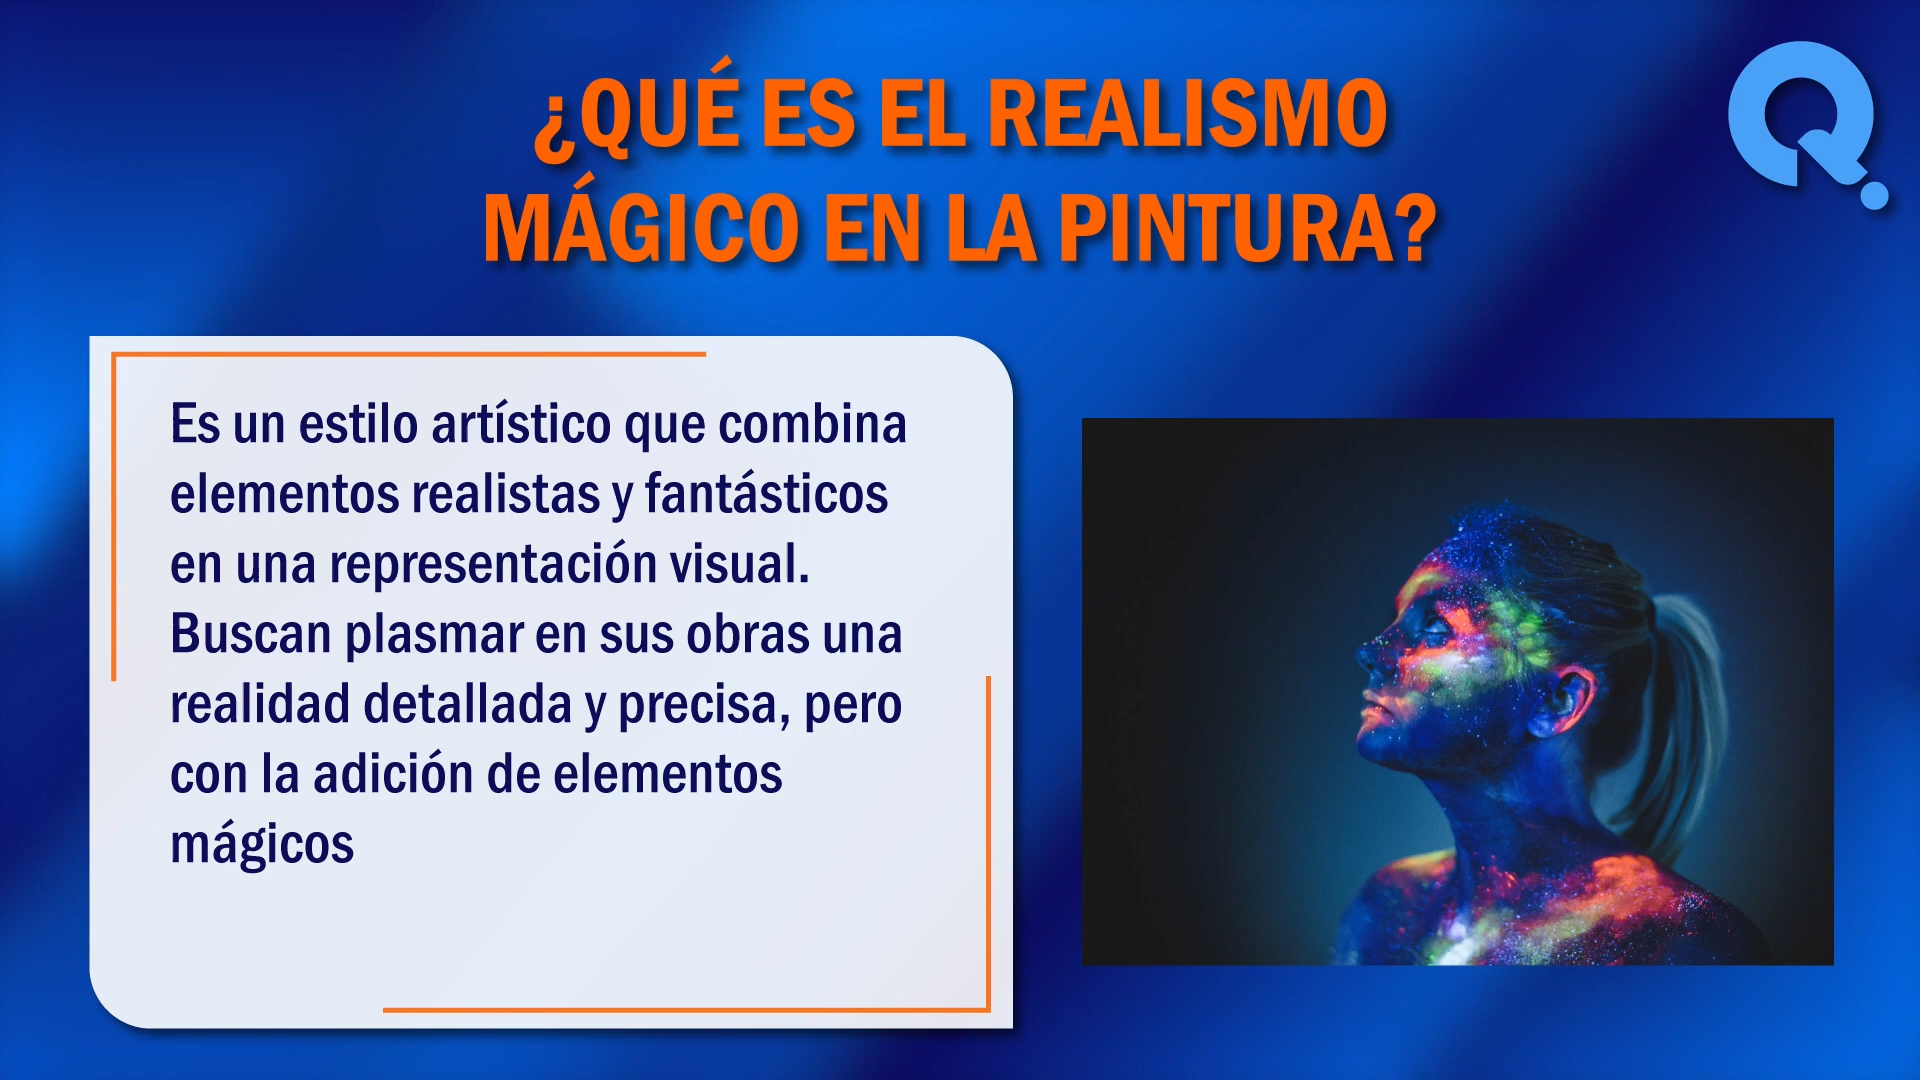 ¿QUÉ ES EL REALISMO
MÁGICO EN LA PINTURA?
Es un estilo artístico que combina
elementos realistas y fantásticos
en una representación visual.
Buscan plasmar en sus obras una
realidad detallada y precisa, pero
con la adición de elementos
mágicos